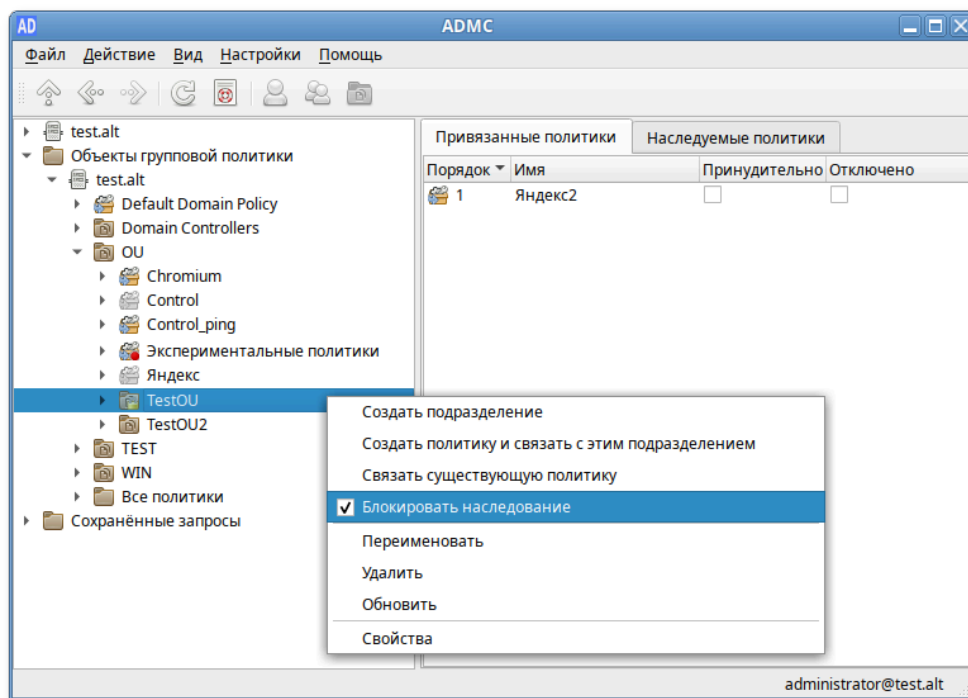 AD ADMC
Файл Действие Вид Настройки Помощь
test.alt
Объекты групповой политики
test.alt
Default Domain Policy
Domain Controllers
OU
Chromium
Control
Control_ping
Экспериментальные политики
Яндекс
TestOU
TestOU2
TEST
WIN
Все политики
Сохранённые запросы
Привязанные политики Наследуемые политики
Порядок Имя Принудительно Отключено
1 Яндекс2
Создать подразделение
Создать политику и связать с этим подразделением
Связать существующую политику
Блокировать наследование
Переименовать
Удалить
Обновить
Свойства
administrator@test.alt